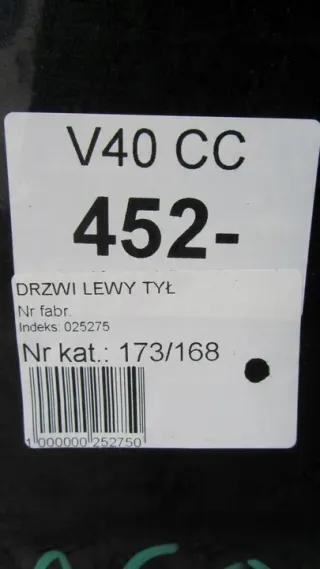 V40 CC
452-
DRZWI LEWY TYŁ
Nr fabr.
Indeks: 025275
Nr kat.: 173/168
1 000000 252750